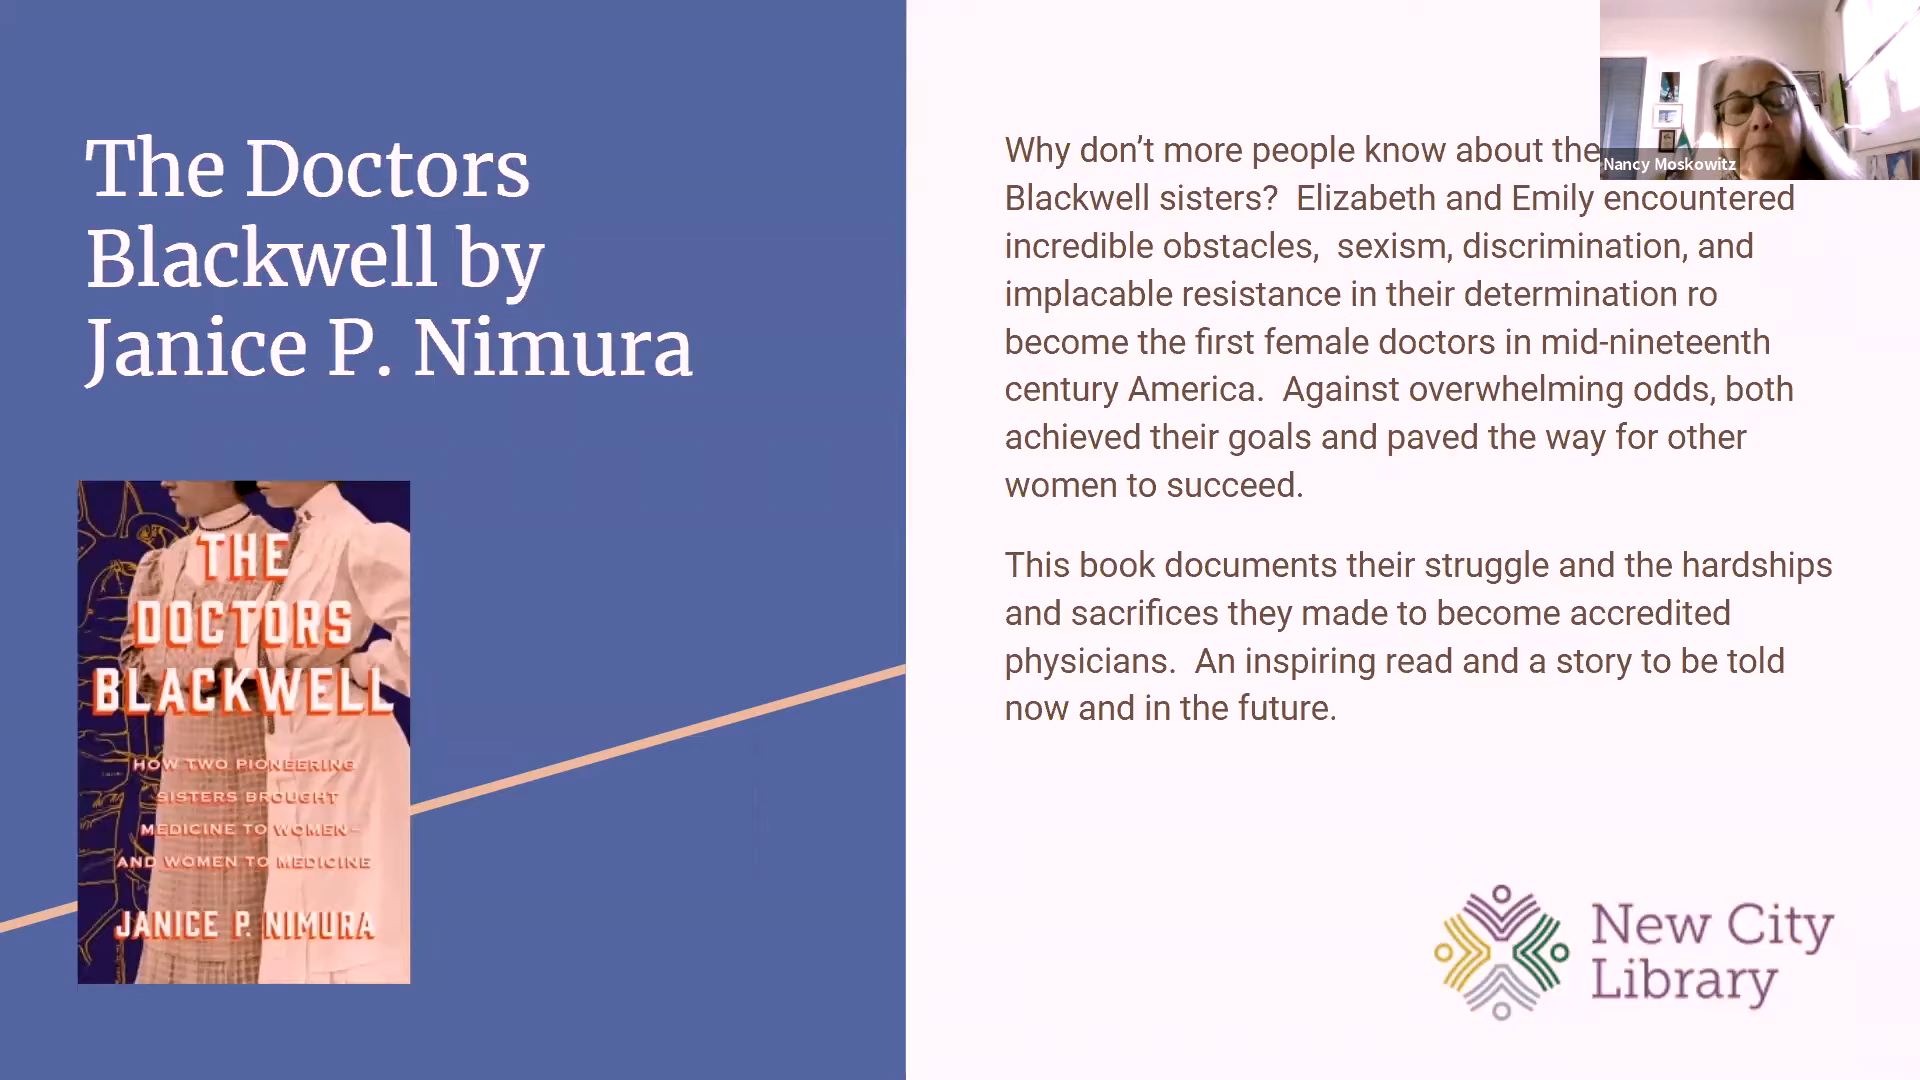 The Doctors
Blackwell by
Janice P. Nimura
THE
DOCTORS
BLACKWELL
HOW TWO PIONEERING
SISTERS BROUGHT
MEDICINE TO WOMEN–
AND WOMEN TO MEDICINE
JANICE P. NIMURA
Why don’t more people know about the
Blackwell sisters?  Elizabeth and Emily encountered
incredible obstacles,  sexism, discrimination, and
implacable resistance in their determination ro
become the first female doctors in mid-nineteenth
century America.  Against overwhelming odds, both
achieved their goals and paved the way for other
women to succeed.
This book documents their struggle and the hardships
and sacrifices they made to become accredited
physicians.  An inspiring read and a story to be told
now and in the future.
Nancy Moskowitz
New City
Library